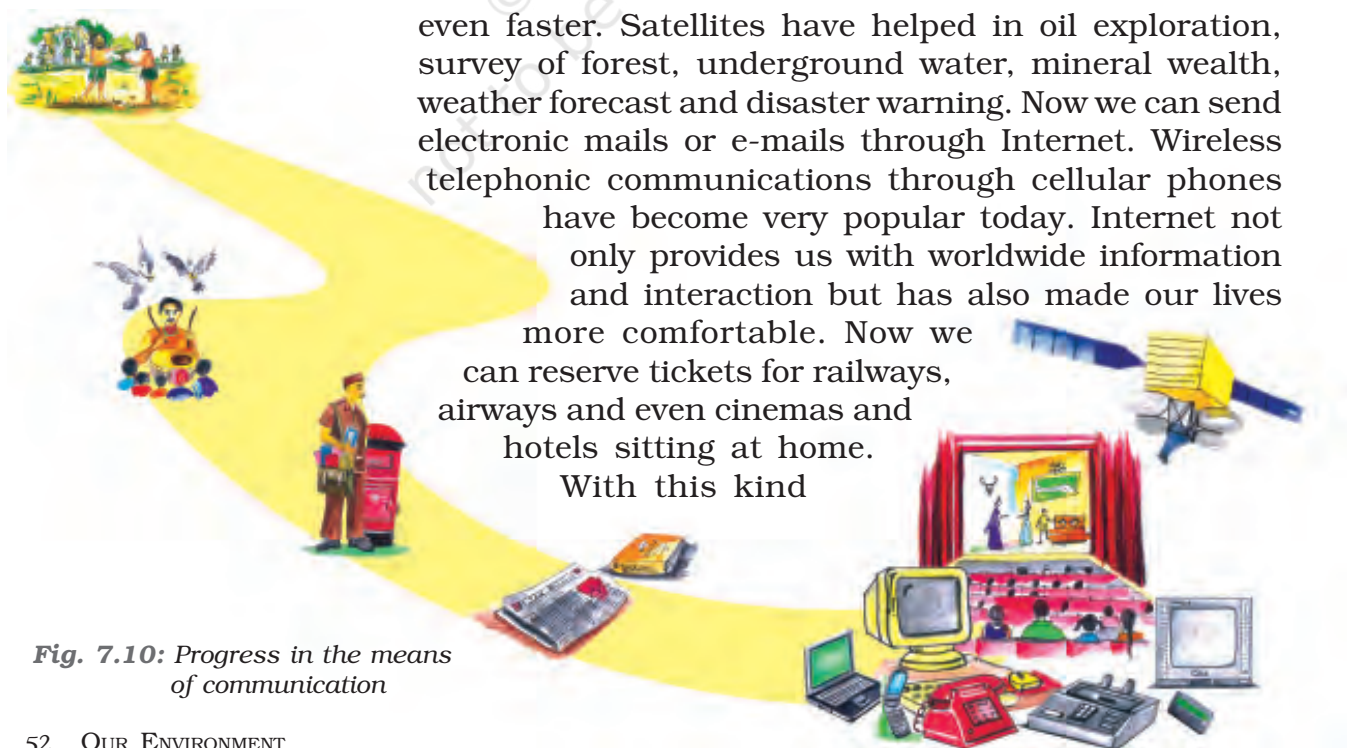 even faster. Satellites have helped in oil exploration,
survey of forest, underground water, mineral wealth,
weather forecast and disaster warning. Now we can send
electronic mails or e-mails through Internet. Wireless
telephonic communications through cellular phones
have become very popular today. Internet not
only provides us with worldwide information
and interaction but has also made our lives
more comfortable. Now we
can reserve tickets for railways,
airways and even cinemas and
hotels sitting at home.
With this kind
Fig. 7.10: Progress in the means
of communication
52 OUR ENVIRONMENT
not to be